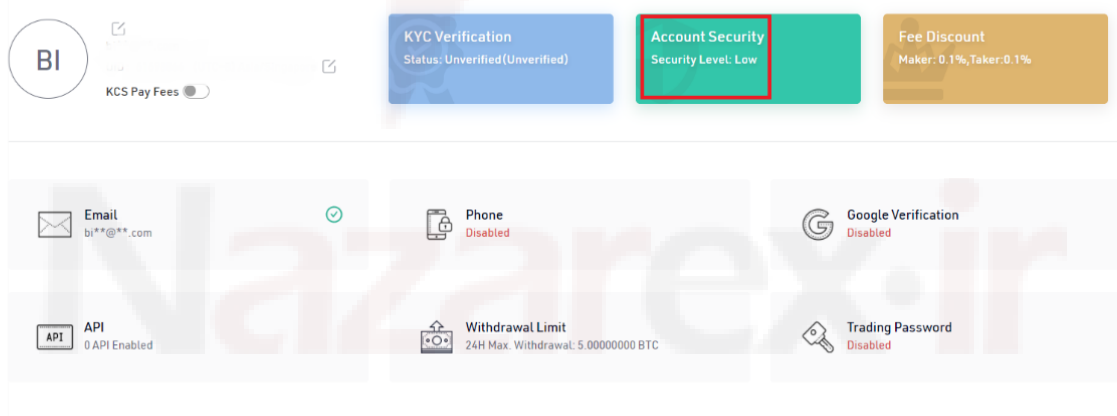 BI
KCS Pay Fees
KYC Verification
Status: Unverified(Unverified)
Account Security
Security Level: Low
Fee Discount
Maker: 0.1%,Taker:0.1%
Email
bi**@**.com
Phone
Disabled
Google Verification
Disabled
API
API
0 API Enabled
Withdrawal Limit
24H Max. Withdrawal: 5.00000000 BTC
Trading Password
Disabled
Nazarex.ir